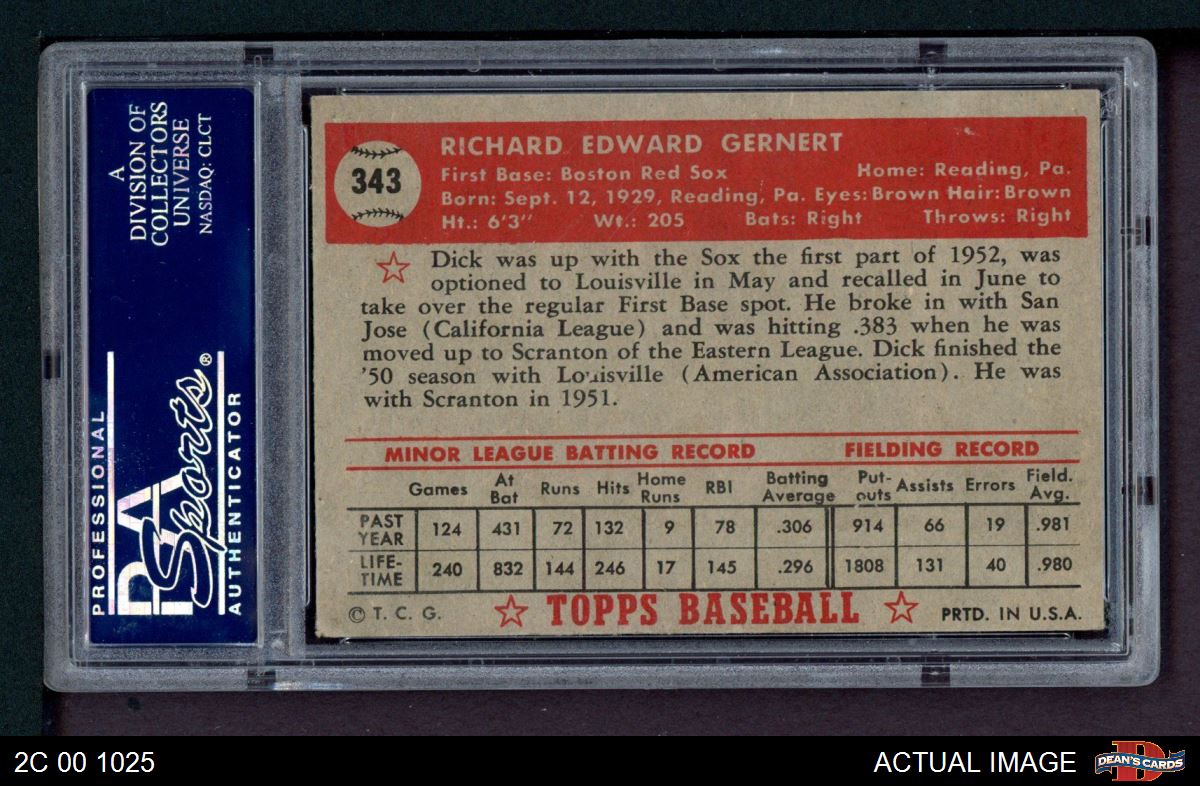 A
DIVISION OF
COLLECTORS
UNIVERSE
NASDAQ: CLCT
PROFESSIONAL
PSA
Sports®
AUTHENTICATOR
343
RICHARD EDWARD GERNERT
First Base: Boston Red Sox Home: Reading, Pa.
Born: Sept. 12, 1929, Reading, Pa. Eyes: Brown Hair: Brown
Ht.: 6'3" Wt.: 205 Bats: Right Throws: Right
Dick was up with the Sox the first part of 1952, was
optioned to Louisville in May and recalled in June to
take over the regular First Base spot. He broke in with San
Jose (California League) and was hitting .383 when he was
moved up to Scranton of the Eastern League. Dick finished the
'50 season with Louisville (American Association). He was
with Scranton in 1951.
MINOR LEAGUE BATTING RECORD FIELDING RECORD
Games At Bat Runs Hits Home Runs RBI Batting Average Put-outs Assists Errors Field. Avg.
PAST YEAR 124 431 72 132 9 78 .306 914 66 19 .981
LIFE-TIME 240 832 144 246 17 145 .296 1808 131 40 .980
© T. C. G. TOPPS BASEBALL PRTD. IN U.S.A.
2C 00 1025 ACTUAL IMAGE DEAN'S CARDS